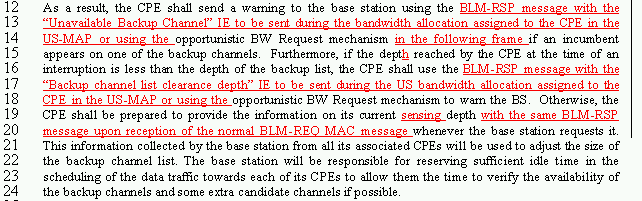 12 As a result, the CPE shall send a warning to the base station using the BLM-RSP message with the
13 "Unavailable Backup Channel" IE to be sent during the bandwidth allocation assigned to the CPE in the
14 US-MAP or using the opportunistic BW Request mechanism in the following frame if an incumbent
15 appears on one of the backup channels. Furthermore, if the depth reached by the CPE at the time of an
16 interruption is less than the depth of the backup list, the CPE shall use the BLM-RSP message with the
17 "Backup channel list clearance depth" IE to be sent during the US bandwidth allocation assigned to the
18 CPE in the US-MAP or using the opportunistic BW Request mechanism to warn the BS. Otherwise, the
19 CPE shall be prepared to provide the information on its current sensing depth with the same BLM-RSP
20 message upon reception of the normal BLM-REQ MAC message whenever the base station requests it.
21 This information collected by the base station from all its associated CPEs will be used to adjust the size of
22 the backup channel list. The base station will be responsible for reserving sufficient idle time in the
23 scheduling of the data traffic towards each of its CPEs to allow them the time to verify the availability of
24 the backup channels and some extra candidate channels if possible.